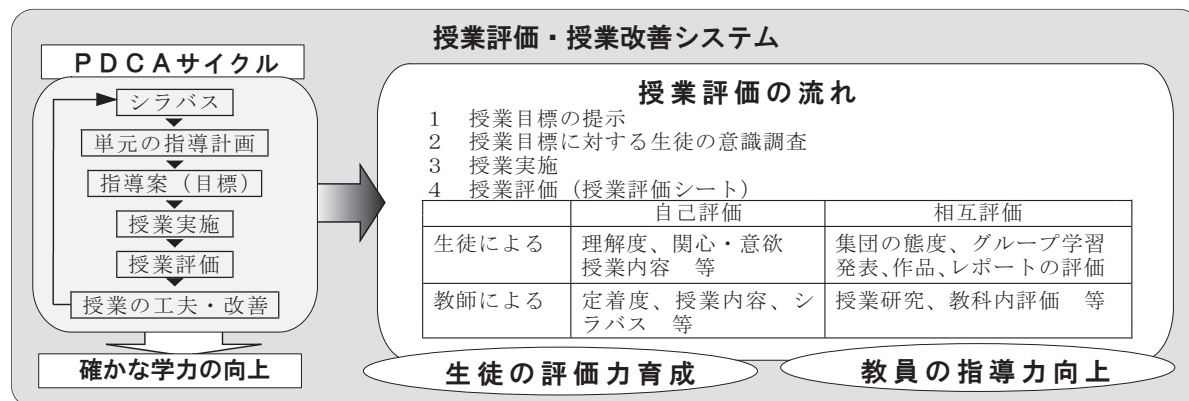 授業評価・授業改善システム
PDCAサイクル
シラバス
単元の指導計画
指導案(目標)
授業実施
授業評価
授業の工夫・改善
確かな学力の向上
授業評価の流れ
1 授業目標の提示
2 授業目標に対する生徒の意識調査
3 授業実施
4 授業評価(授業評価シート)
自己評価 相互評価
生徒による 理解度、関心・意欲 集団の態度、グループ学習
授業内容 等 発表、作品、レポートの評価
教師による 定着度、授業内容、シ 授業研究、教科内評価 等
ラバス 等
生徒の評価力育成 教員の指導力向上